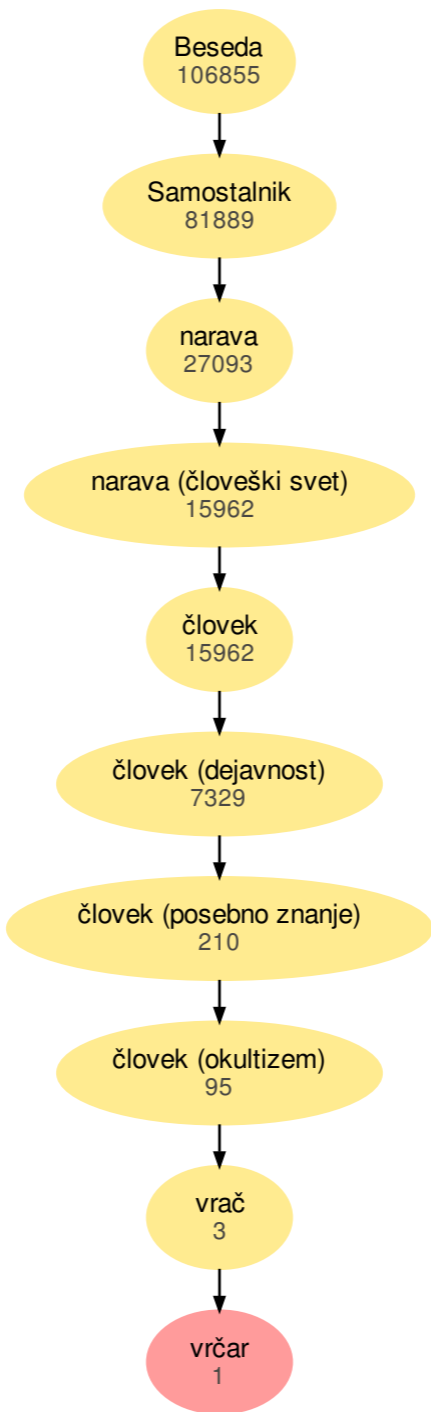 Beseda
106855
Samostalnik
81889
narava
27093
narava (človeški svet)
15962
človek
15962
človek (dejavnost)
7329
človek (posebno znanje)
210
človek (okultizem)
95
vrač
3
vrčar
1